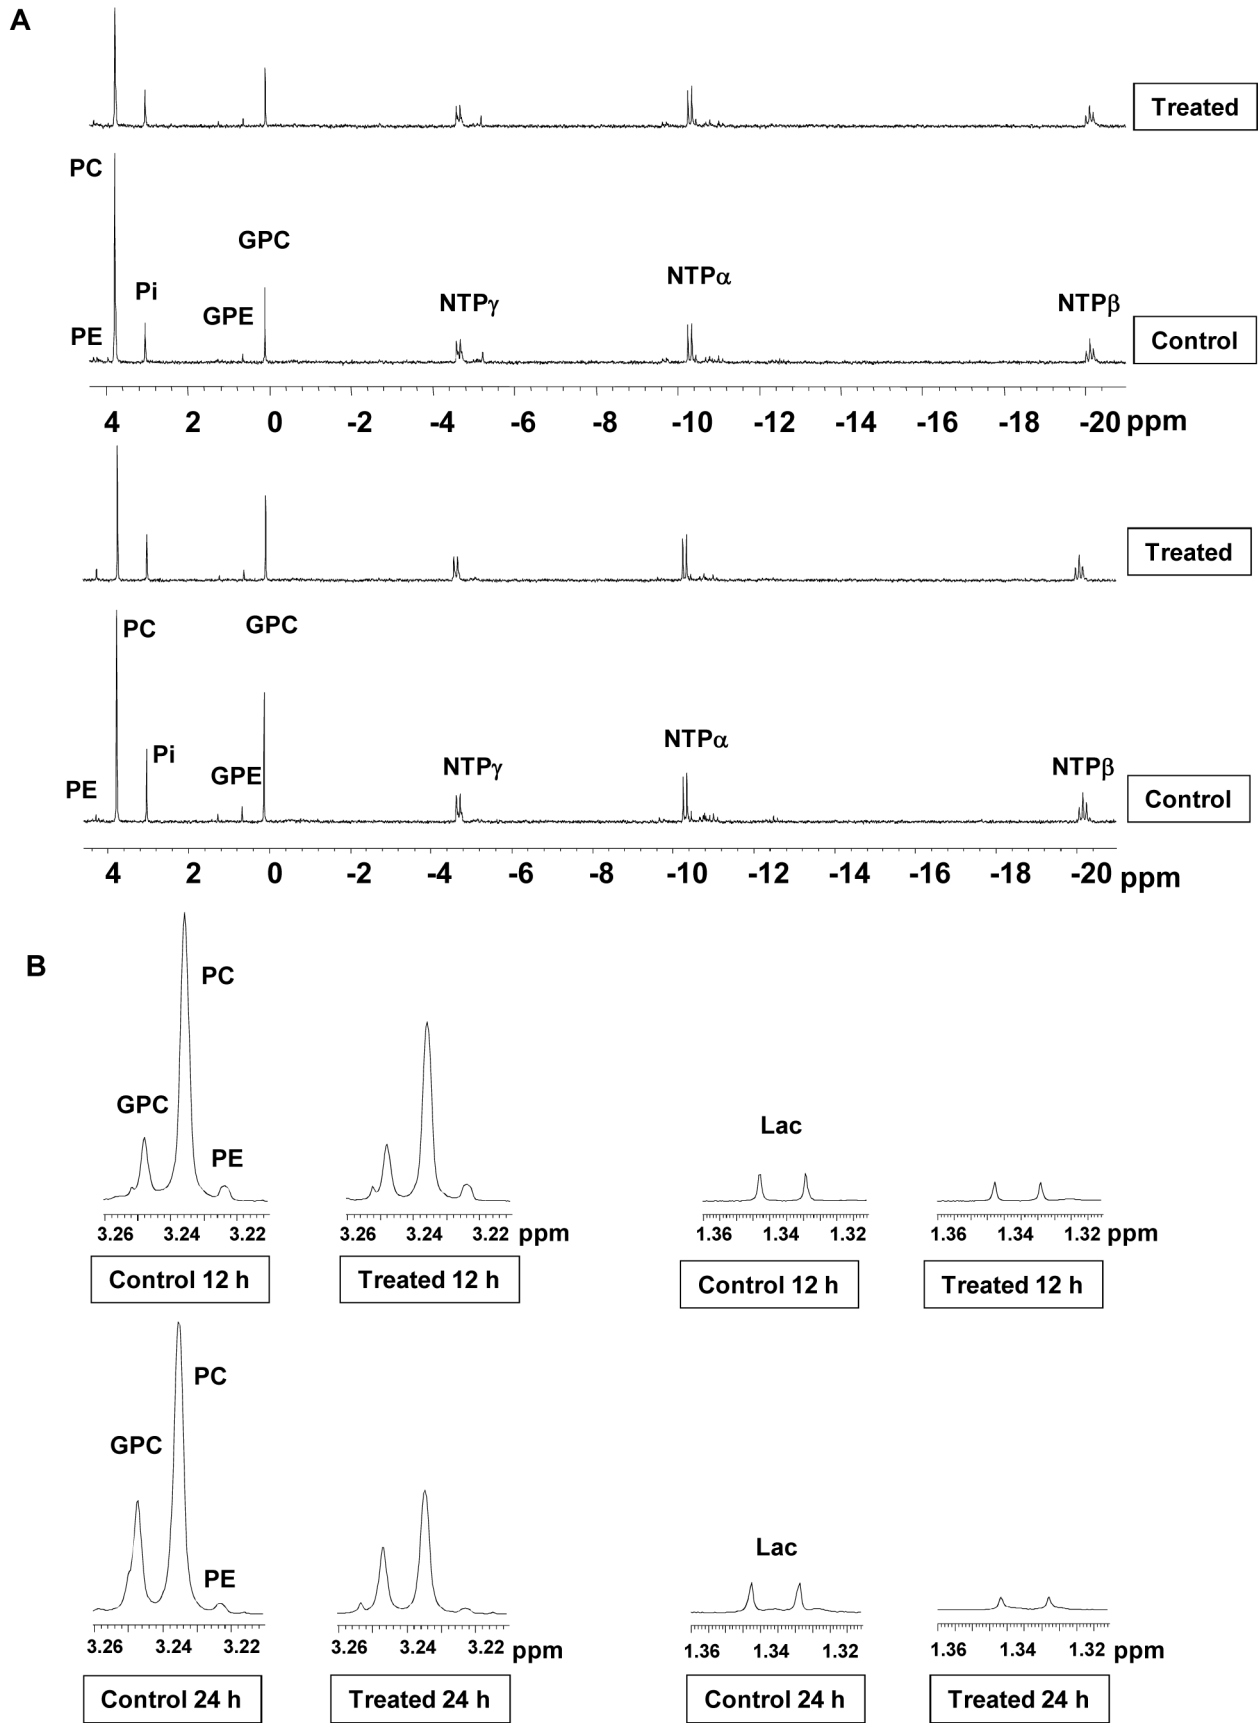 A
Treated
PC
GPC
Pi
GPE
PE
NTPγ
NTPα
NTPβ
Control
4 2 0 -2 -4 -6 -8 -10 -12 -14 -16 -18 -20 ppm
Treated
PC
GPC
Pi
GPE
PE
NTPγ
NTPα
NTPβ
Control
4 2 0 -2 -4 -6 -8 -10 -12 -14 -16 -18 -20 ppm
B
PC
GPC
PE
Lac
3.26 3.24 3.22 3.26 3.24 3.22 ppm 1.36 1.34 1.32 1.36 1.34 1.32 ppm
Control 12 h Treated 12 h Control 12 h Treated 12 h
PC
GPC
PE
Lac
3.26 3.24 3.22 3.26 3.24 3.22 ppm 1.36 1.34 1.32 1.36 1.34 1.32 ppm
Control 24 h Treated 24 h Control 24 h Treated 24 h